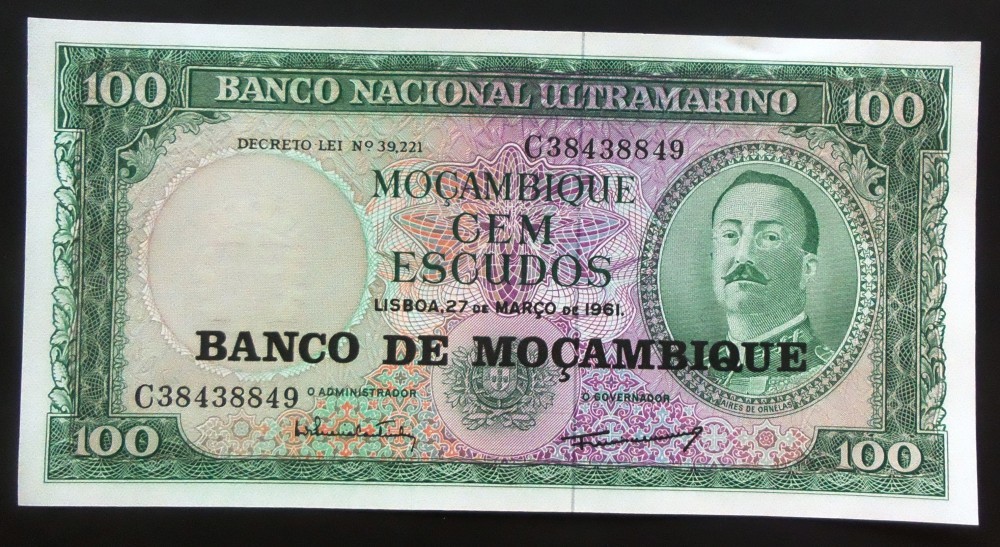 100 BANCO NACIONAL ULTRAMARINO 100
DECRETO LEI Nº 39,221 C38438849
MOÇAMBIQUE
CEM
ESCUDOS
LISBOA, 27 DE MARÇO DE 1961.
BANCO DE MOÇAMBIQUE
C38438849 O ADMINISTRADOR O GOVERNADOR
AIRES DE ORNELAS
100 100